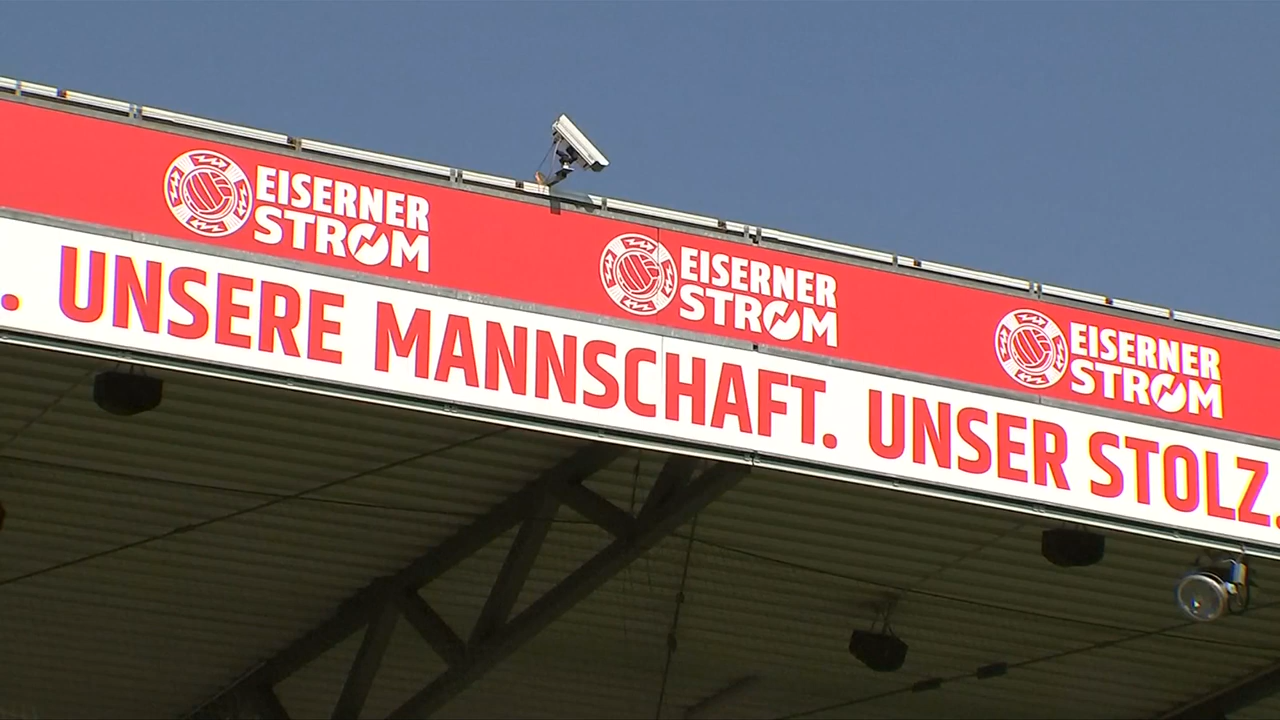 EISERNER
STROM
EISERNER
STROM
EISERNER
STROM
. UNSERE MANNSCHAFT. UNSER STOLZ.